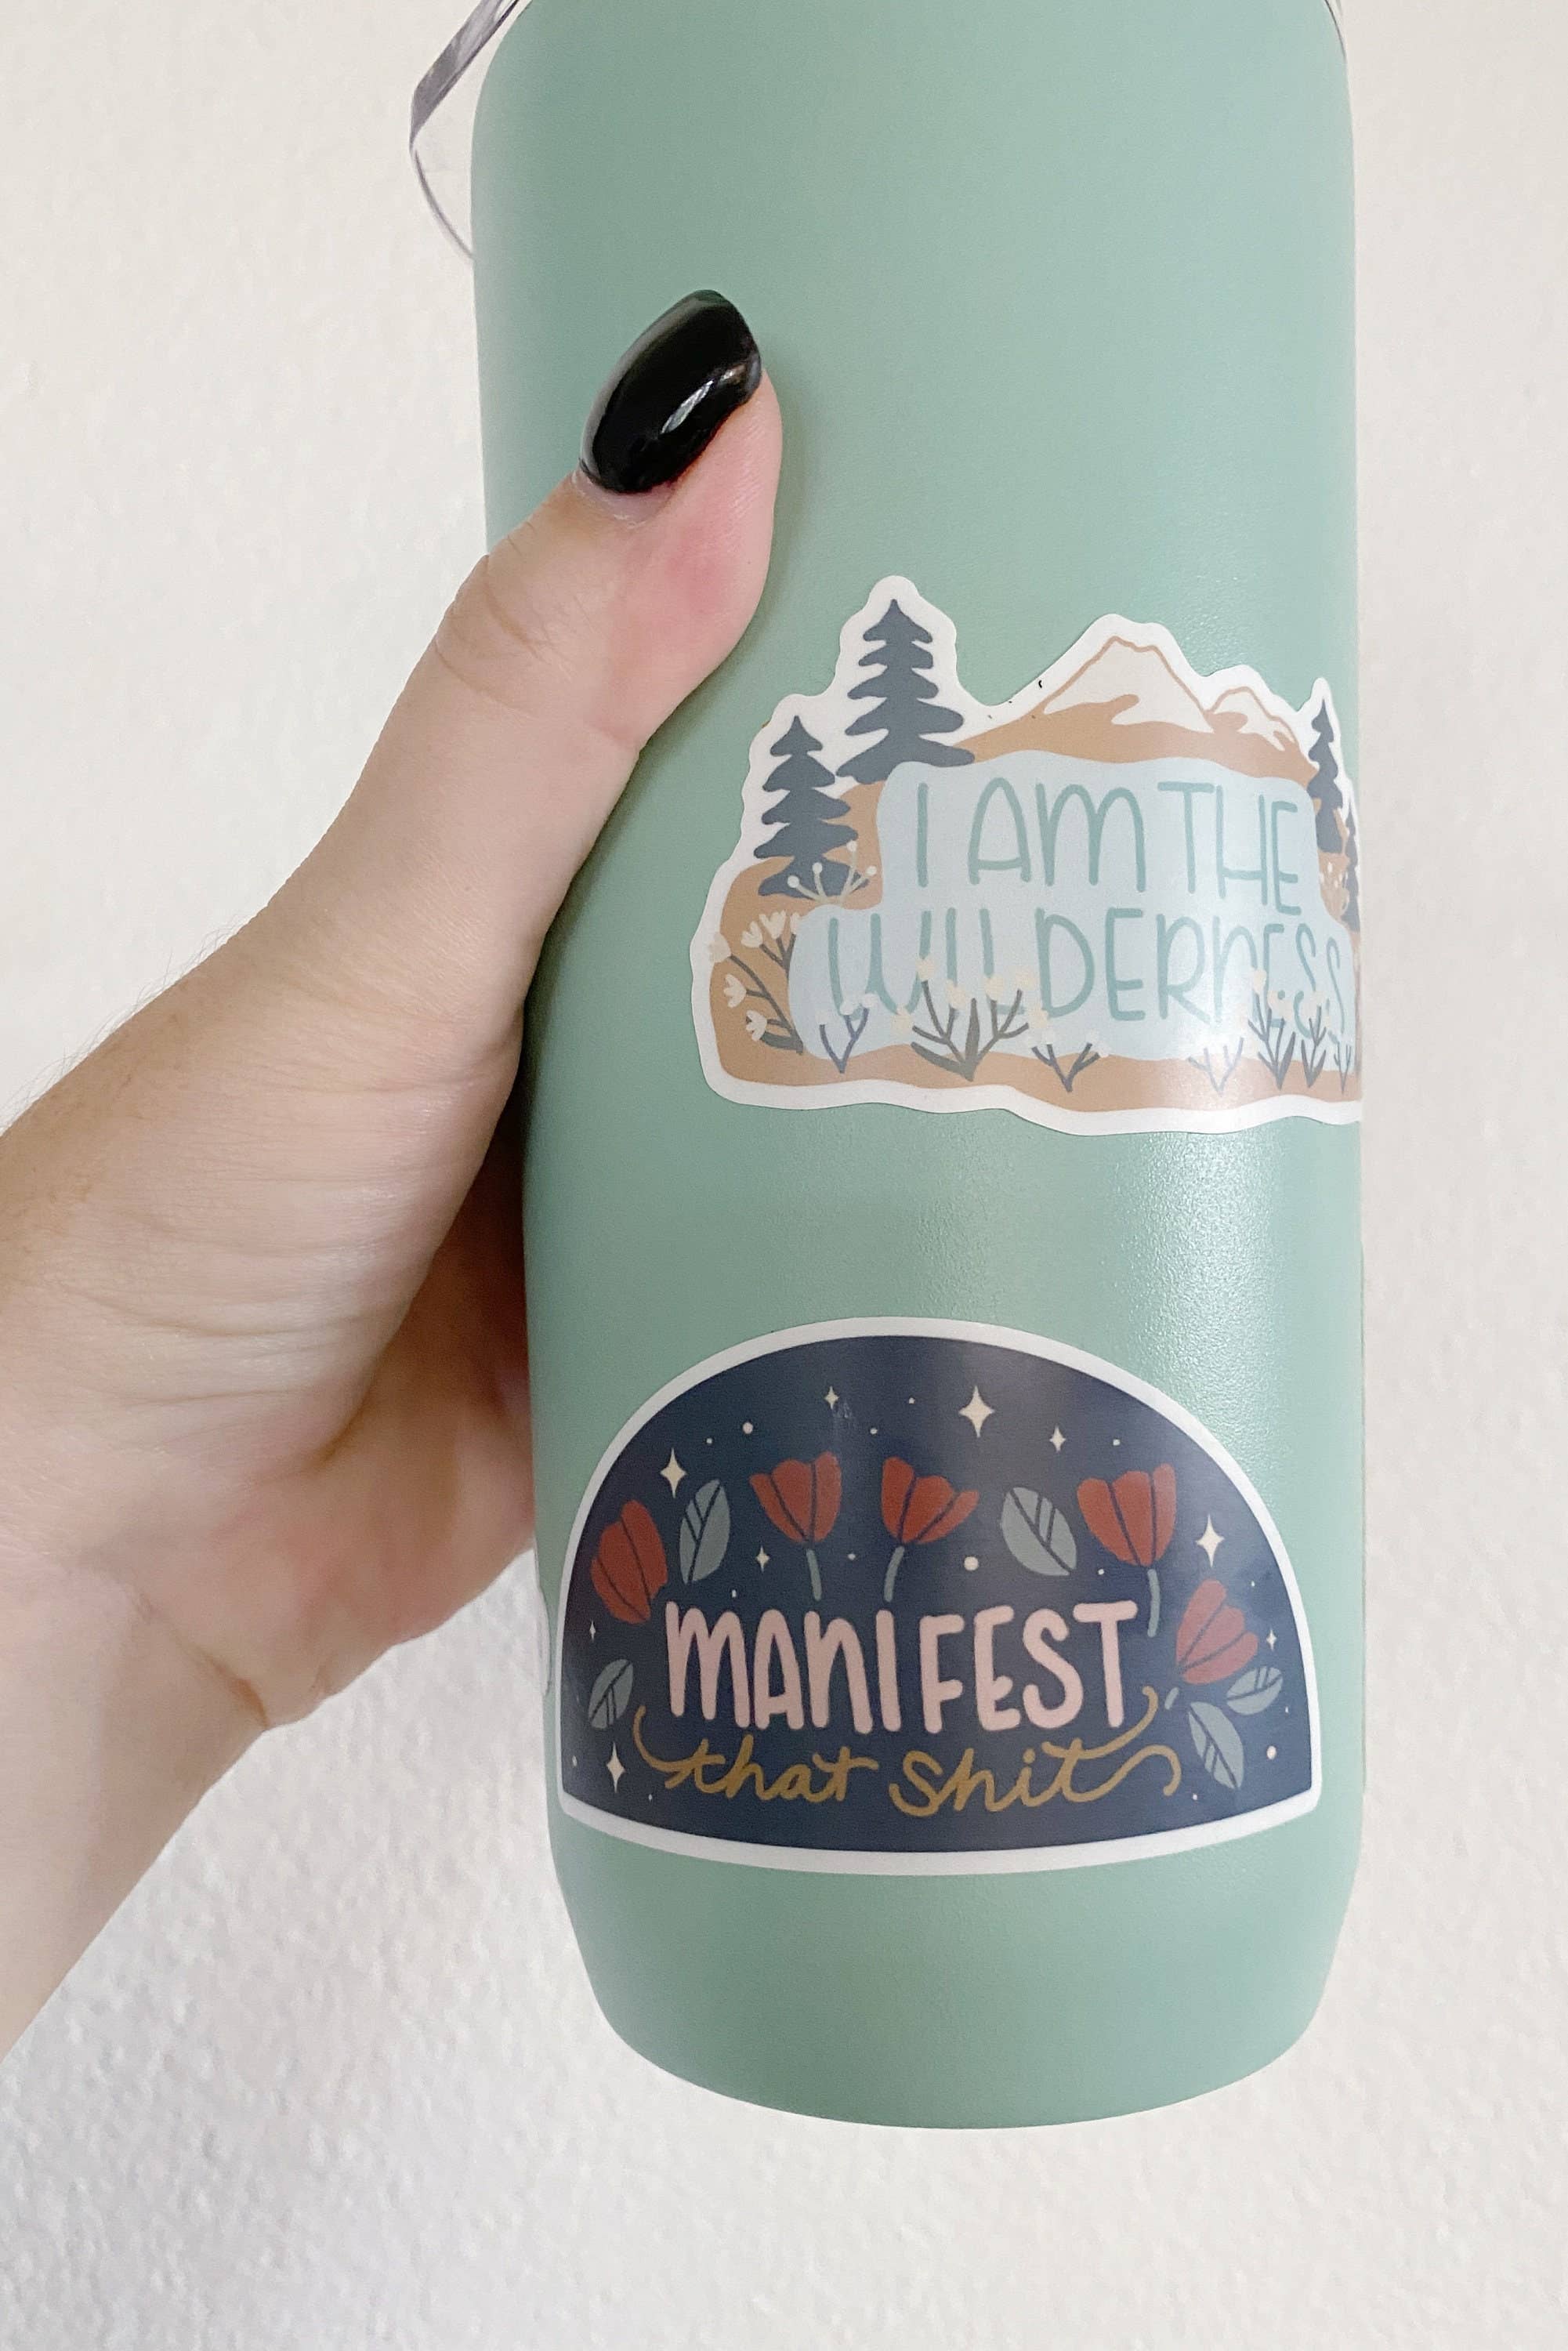 I AM THE
WILDERNESS
MANIFEST
that shit